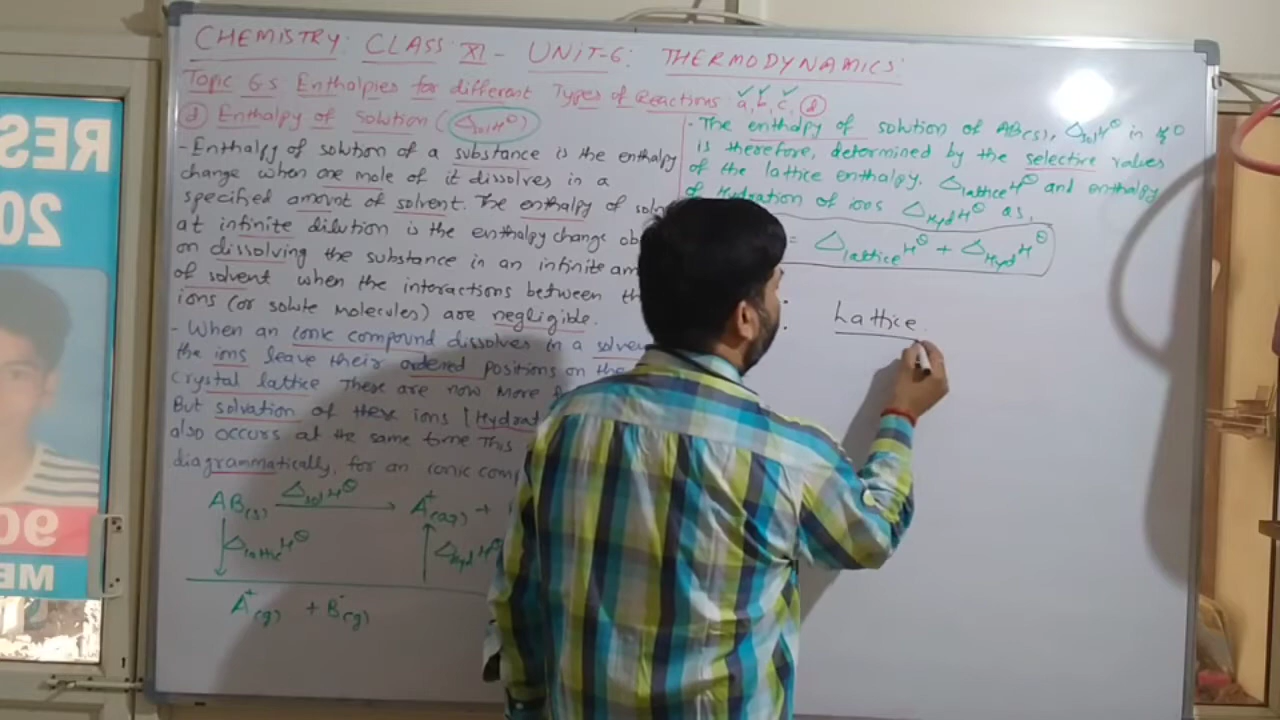 CHEMISTRY: CLASS XI - UNIT-6: THERMODYNAMICS:
Topic 6.5 Enthalpies for different Types of Reactions: a, b, c, d
d) Enthalpy of Solution (ΔsolH⊖)
-Enthalpy of solution of a substance is the enthalpy
change when one mole of it dissolves in a
specified amount of solvent. The enthalpy of
at infinite dilution is the enthalpy change
on dissolving the substance in an infinite
of solvent when the interactions between
ions (or solute molecules) are negligible.
- When an ionic compound dissolves in a
the ions leave their ordered positions on the
crystal lattice These are now more
But solvation of these ions
also occurs at the same time This
diagrammatically, for an ionic
AB(s) ΔsolH⊖ → A+(aq) +
ΔlatticH⊖ ΔHydH⊖
A+(g) + B-(g)
- The enthalpy of solution of AB(s), ΔsolH⊖ in
is therefore, determined by the selective values
of the lattice enthalpy. ΔlatticeH⊖ and enthalpy
of Hydration of ions ΔHydH⊖ as,
= ΔlatticeH⊖ + ΔHydH⊖
: Lattice
RES
20
90
ME